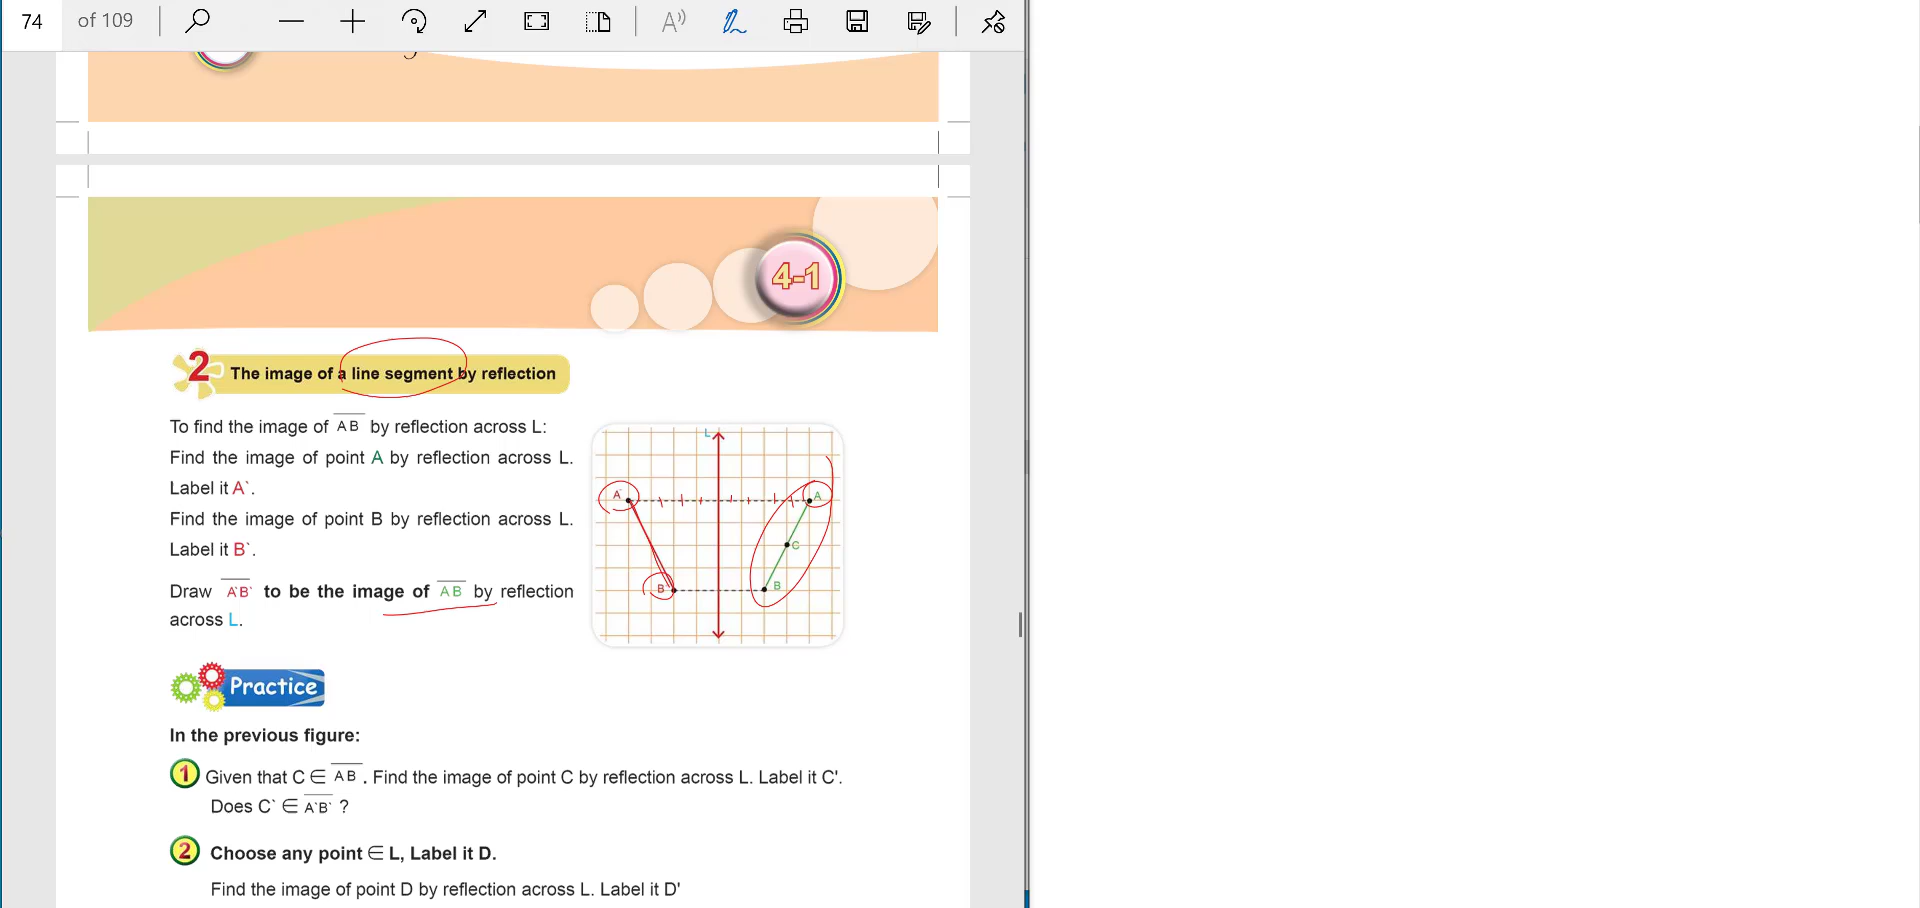 74 of 109
4-1
2 The image of a line segment by reflection
To find the image of AB by reflection across L:
Find the image of point A by reflection across L.
Label it A`.
Find the image of point B by reflection across L.
Label it B`.
Draw A`B` to be the image of AB by reflection
across L.
L
A`
A
C
B`
B
Practice
In the previous figure:
1 Given that C ∈ AB. Find the image of point C by reflection across L. Label it C'.
Does C` ∈ A`B` ?
2 Choose any point ∈ L, Label it D.
Find the image of point D by reflection across L. Label it D'